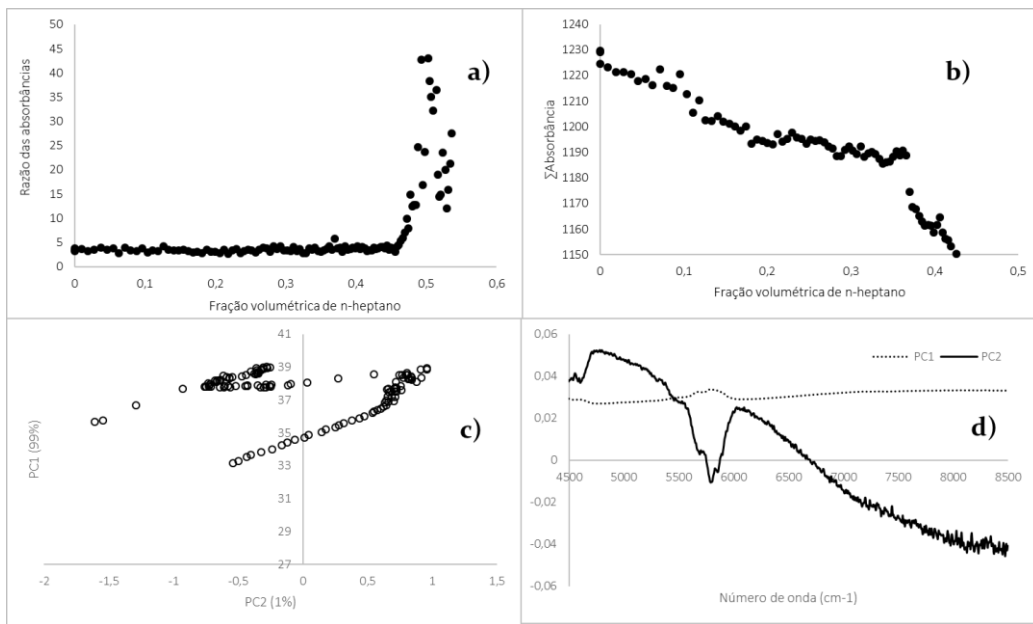 50
45
40
35
30
25
20
15
10
5
0
Razão das absorbâncias
a)
0 0,1 0,2 0,3 0,4 0,5 0,6
Fração volumétrica de n-heptano
1240
1230
1220
1210
1200
1190
1180
1170
1160
1150
∑Absorbância
b)
0 0,1 0,2 0,3 0,4 0,5
Fração volumétrica de n-heptano
41
39
37
35
33
31
29
27
PC1 (99%)
c)
-2 -1,5 -1 -0,5 0 0,5 1 1,5
PC2 (1%)
0,06
0,04
0,02
0
-0,02
-0,04
-0,06
PC1 PC2
d)
4500 5000 5500 6000 6500 7000 7500 8000 8500
Número de onda (cm-1)